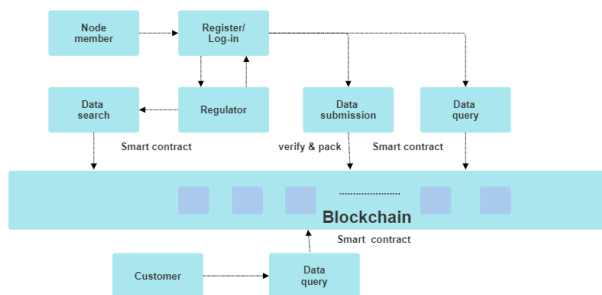 Node
member
Register/
Log-in
Data
search
Regulator
Data
submission
Data
query
Smart contract
verify & pack
Smart contract
Blockchain
Smart contract
Customer
Data
query